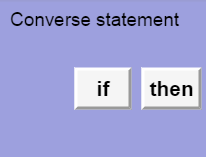 Converse statement
if then